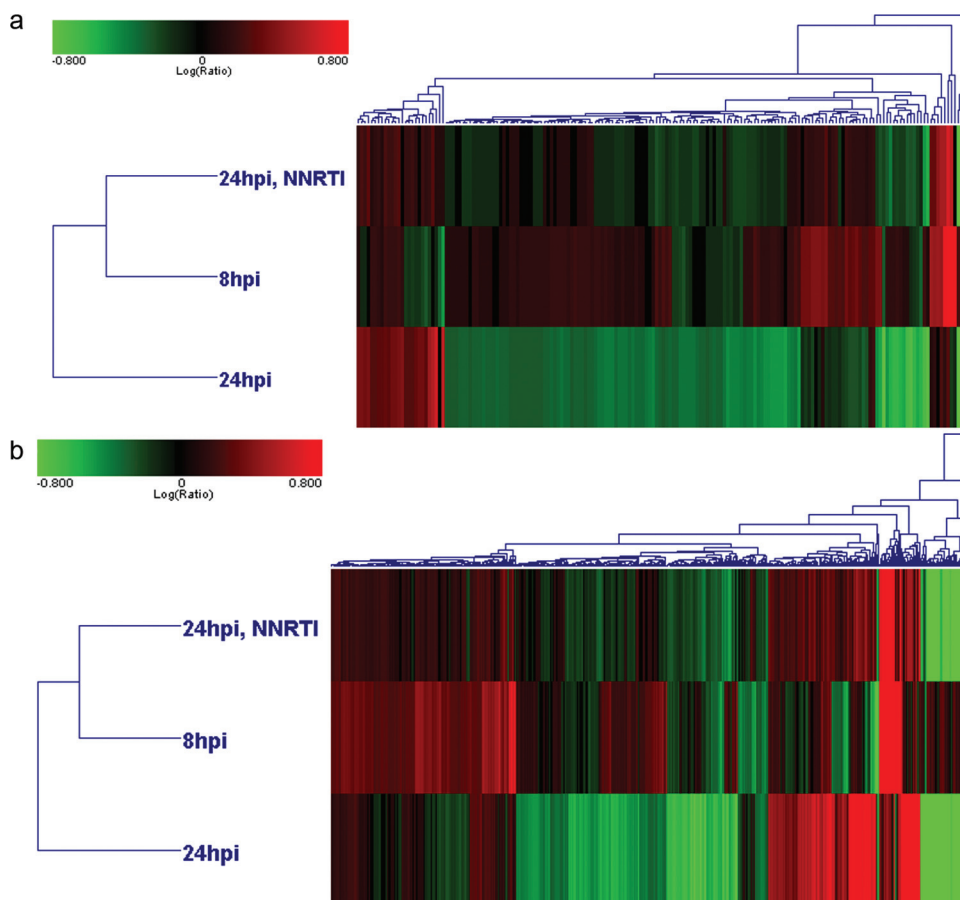 a
-0.800 0 0.800
Log(Ratio)
24hpi, NNRTI
8hpi
24hpi
b
-0.800 0 0.800
Log(Ratio)
24hpi, NNRTI
8hpi
24hpi